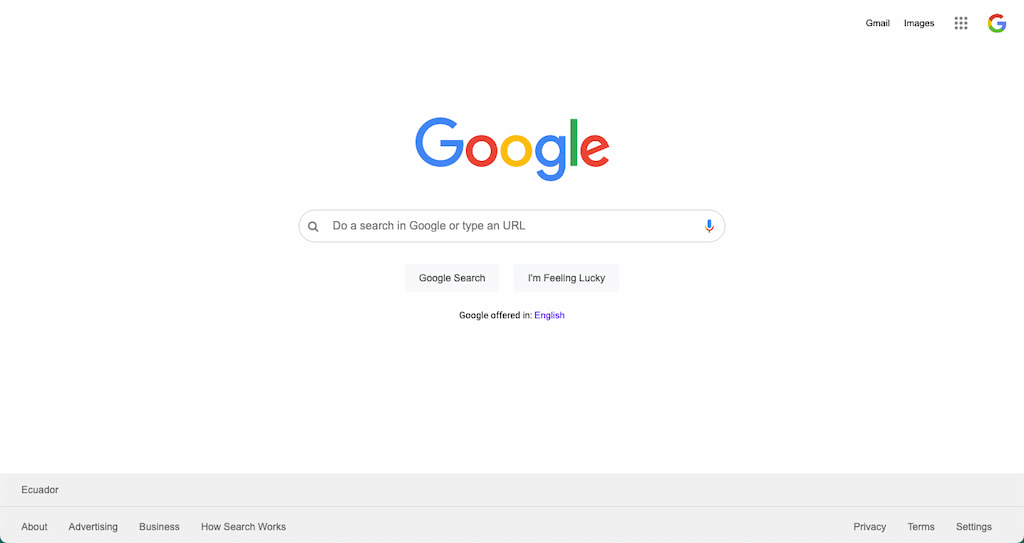 Gmail Images
Google
Do a search in Google or type an URL
Google Search I'm Feeling Lucky
Google offered in: English
Ecuador
About Advertising Business How Search Works Privacy Terms Settings